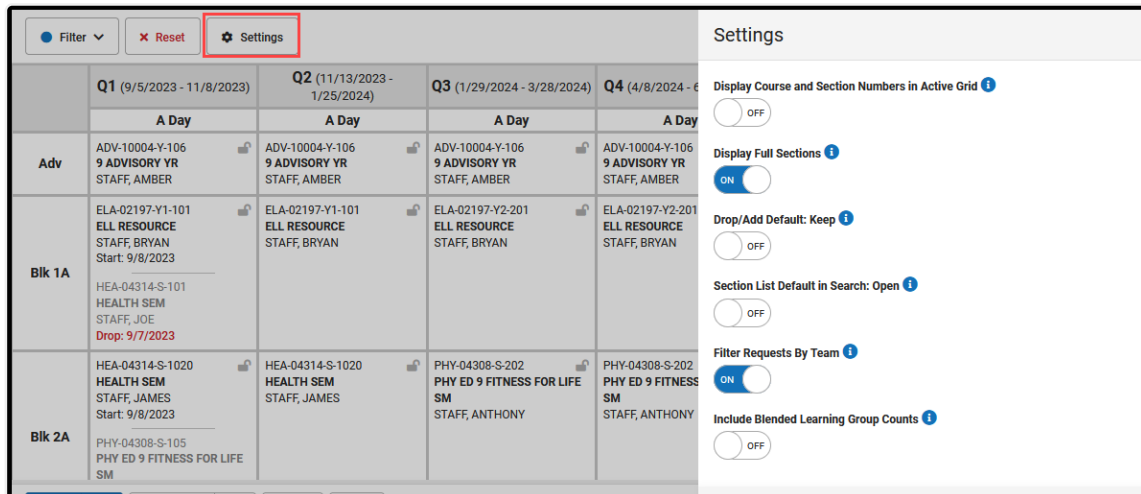 Filter
Reset
Settings
Q1 (9/5/2023 - 11/8/2023)
Q2 (11/13/2023 -
1/25/2024)
Q3 (1/29/2024 - 3/28/2024)
Q4 (4/8/2024 - 6
A Day
A Day
A Day
A Day
Adv
ADV-10004-Y-106
9 ADVISORY YR
STAFF, AMBER
ADV-10004-Y-106
9 ADVISORY YR
STAFF, AMBER
ADV-10004-Y-106
9 ADVISORY YR
STAFF, AMBER
ADV-10004-Y-106
9 ADVISORY YR
STAFF, AMBER
Blk 1A
ELA-02197-Y1-101
ELL RESOURCE
STAFF, BRYAN
Start: 9/8/2023
HEA-04314-S-101
HEALTH SEM
STAFF, JOE
Drop: 9/7/2023
ELA-02197-Y1-101
ELL RESOURCE
STAFF, BRYAN
ELA-02197-Y2-201
ELL RESOURCE
STAFF, BRYAN
ELA-02197-Y2-201
ELL RESOURCE
STAFF, BRYAN
Blk 2A
HEA-04314-S-1020
HEALTH SEM
STAFF, JAMES
Start: 9/8/2023
PHY-04308-S-105
PHY ED 9 FITNESS FOR LIFE
SM
HEA-04314-S-1020
HEALTH SEM
STAFF, JAMES
PHY-04308-S-202
PHY ED 9 FITNESS FOR LIFE
SM
STAFF, ANTHONY
PHY-04308-S-202
PHY ED 9 FITNESS
SM
STAFF, ANTHONY
Settings
Display Course and Section Numbers in Active Grid
OFF
Display Full Sections
ON
Drop/Add Default: Keep
OFF
Section List Default in Search: Open
OFF
Filter Requests By Team
ON
Include Blended Learning Group Counts
OFF